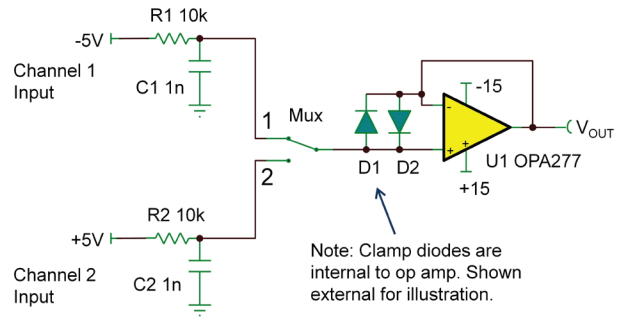 R1 10k
-5V
Channel 1
Input
C1 1n
1
Mux
2
D1
D2
-
+
+
-15
+15
U1 OPA277
VOUT
R2 10k
+5V
Channel 2
Input
C2 1n
Note: Clamp diodes are
internal to op amp. Shown
external for illustration.